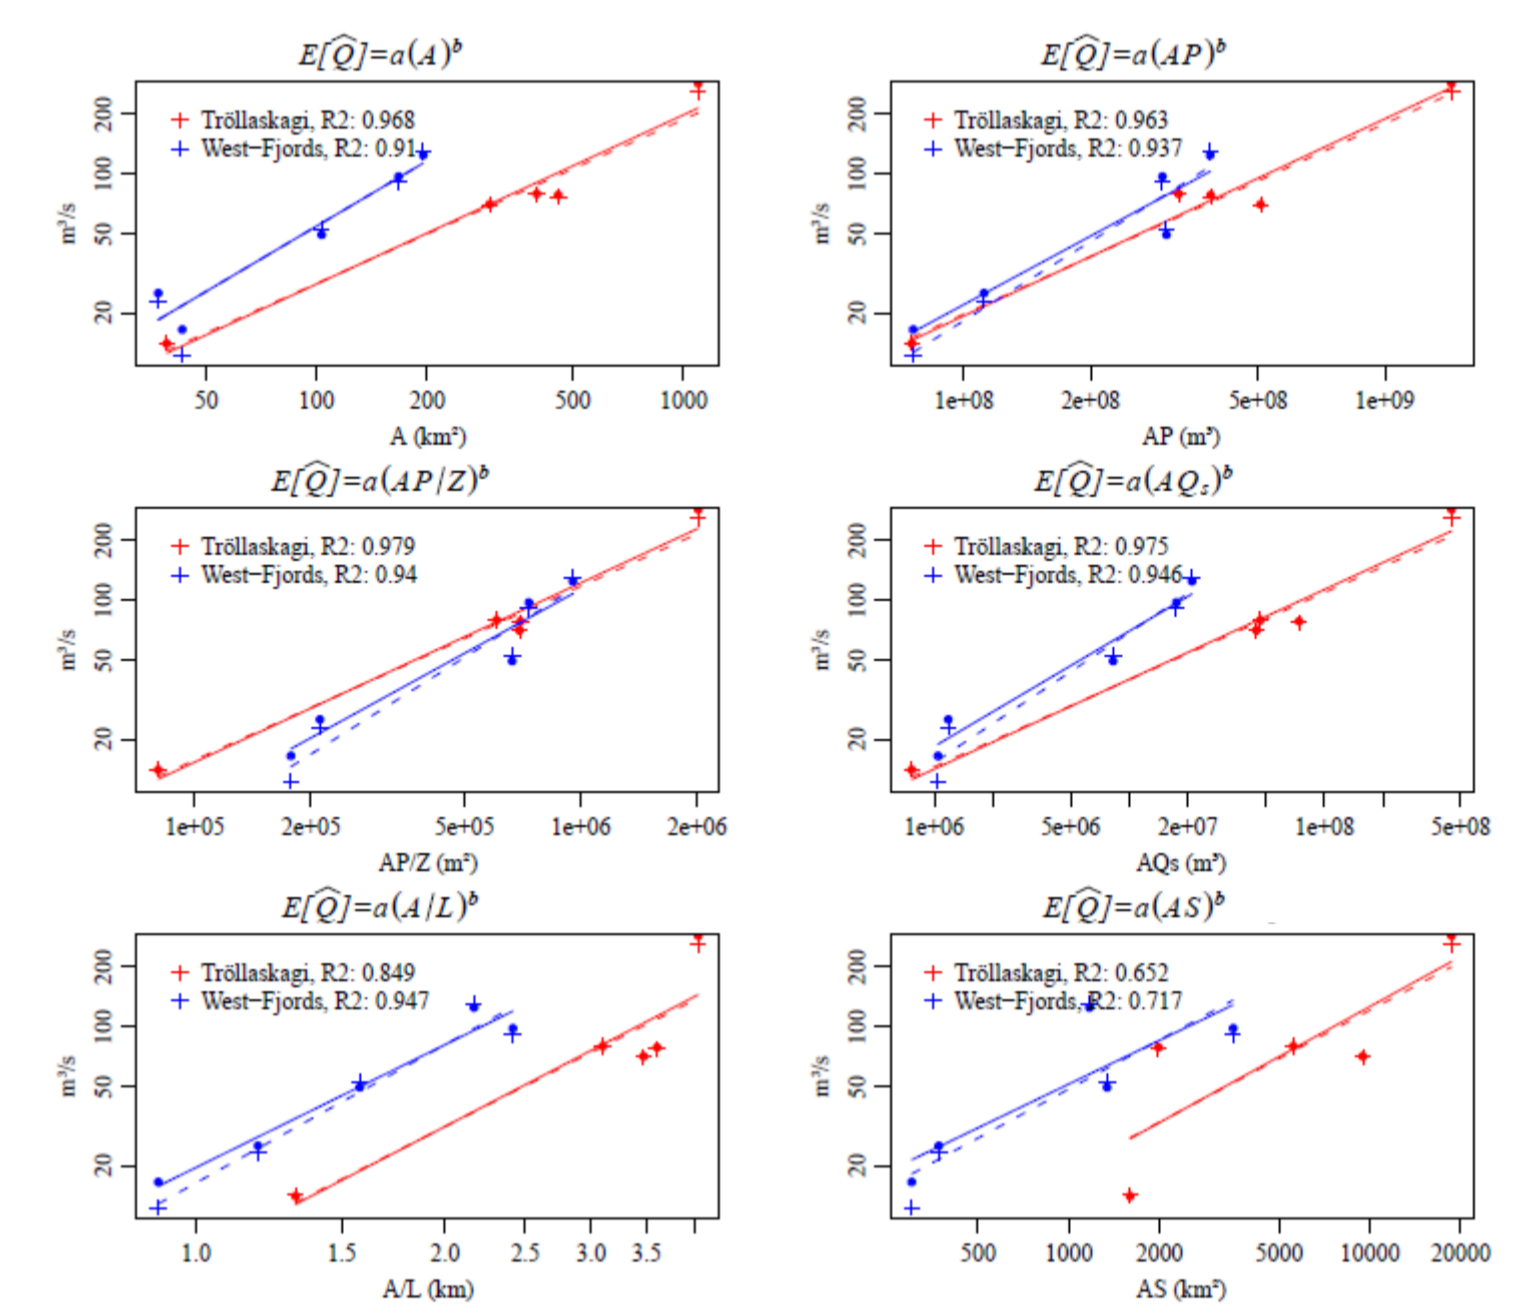 E[Q̂]=a(A)ᵇ
Tröllaskagi, R2: 0.968
West−Fjords, R2: 0.91
m³/s
200
100
50
20
50 100 200 500 1000
A (km²)
E[Q̂]=a(AP)ᵇ
Tröllaskagi, R2: 0.963
West−Fjords, R2: 0.937
m³/s
200
100
50
20
1e+08 2e+08 5e+08 1e+09
AP (m³)
E[Q̂]=a(AP/Z)ᵇ
Tröllaskagi, R2: 0.979
West−Fjords, R2: 0.94
m³/s
200
100
50
20
1e+05 2e+05 5e+05 1e+06 2e+06
AP/Z (m²)
E[Q̂]=a(AQₛ)ᵇ
Tröllaskagi, R2: 0.975
West−Fjords, R2: 0.946
m³/s
200
100
50
20
1e+06 5e+06 2e+07 1e+08 5e+08
AQs (m³)
E[Q̂]=a(A/L)ᵇ
Tröllaskagi, R2: 0.849
West−Fjords, R2: 0.947
m³/s
200
100
50
20
1.0 1.5 2.0 2.5 3.0 3.5
A/L (km)
E[Q̂]=a(AS)ᵇ
Tröllaskagi, R2: 0.652
West−Fjords, R2: 0.717
m³/s
200
100
50
20
500 1000 2000 5000 10000 20000
AS (km²)